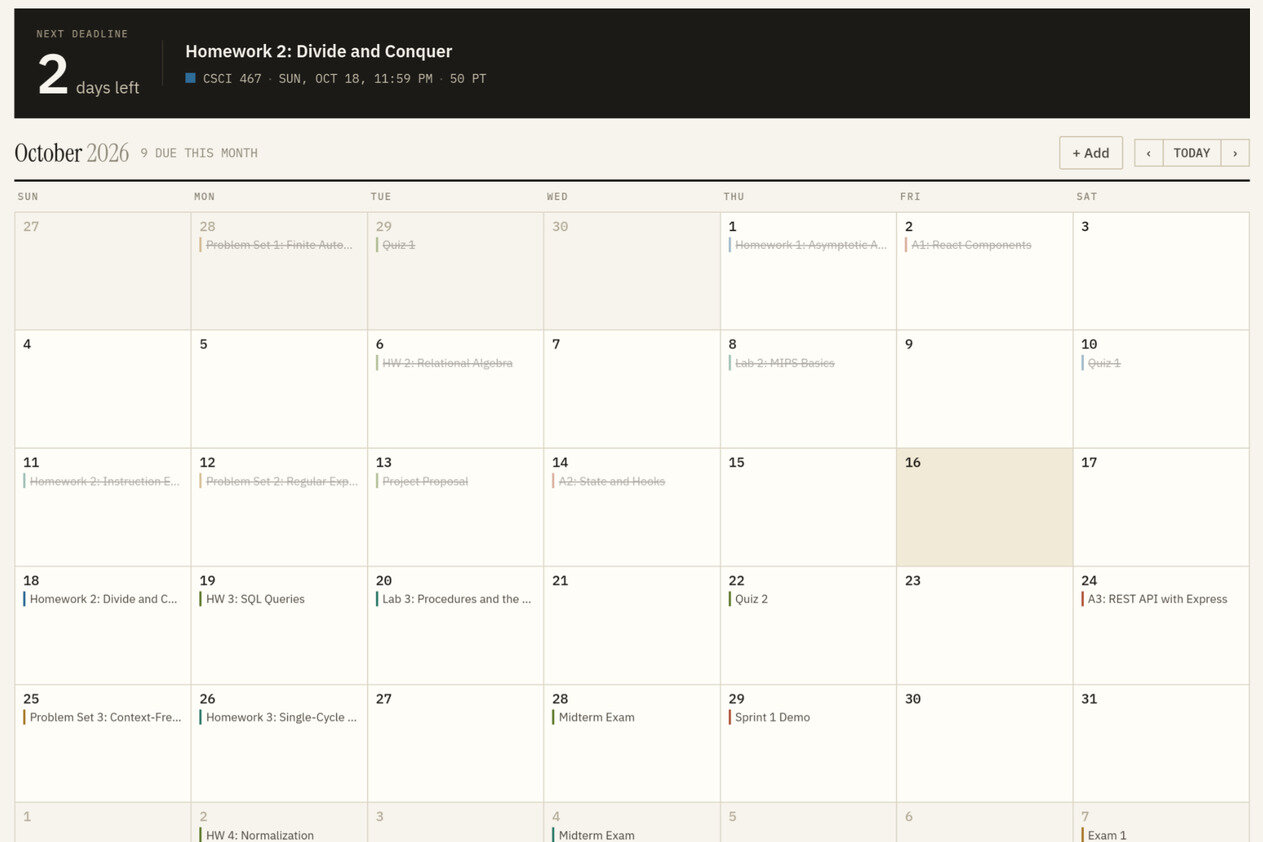 NEXT DEADLINE
2 days left
Homework 2: Divide and Conquer
CSCI 467 · SUN, OCT 18, 11:59 PM · 50 PT
October 2026 9 DUE THIS MONTH
+ Add ‹ TODAY ›
SUN MON TUE WED THU FRI SAT
27 28 29 30 1 2 3
Problem Set 1: Finite Auto... Quiz 1 Homework 1: Asymptotic A... A1: React Components
4 5 6 7 8 9 10
HW 2: Relational Algebra Lab 2: MIPS Basics Quiz 1
11 12 13 14 15 16 17
Homework 2: Instruction E... Problem Set 2: Regular Exp... Project Proposal A2: State and Hooks
18 19 20 21 22 23 24
Homework 2: Divide and C... HW 3: SQL Queries Lab 3: Procedures and the ... Quiz 2 A3: REST API with Express
25 26 27 28 29 30 31
Problem Set 3: Context-Fre... Homework 3: Single-Cycle ... Midterm Exam Sprint 1 Demo
1 2 3 4 5 6 7
HW 4: Normalization Midterm Exam Exam 1